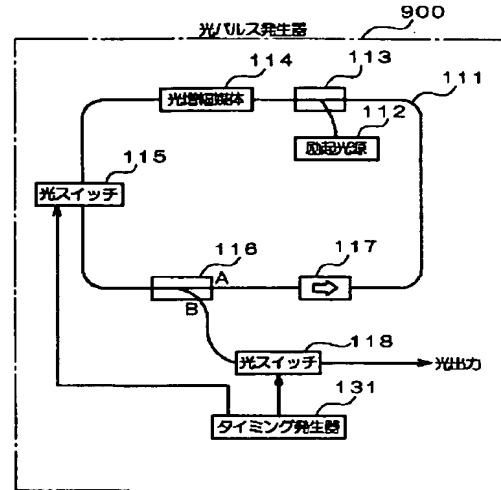 光パルス発生器
900
114
113
111
光増幅媒体
112
励起光源
115
光スイッチ
116
A
117
B
118
光スイッチ
光出力
131
タイミング発生器